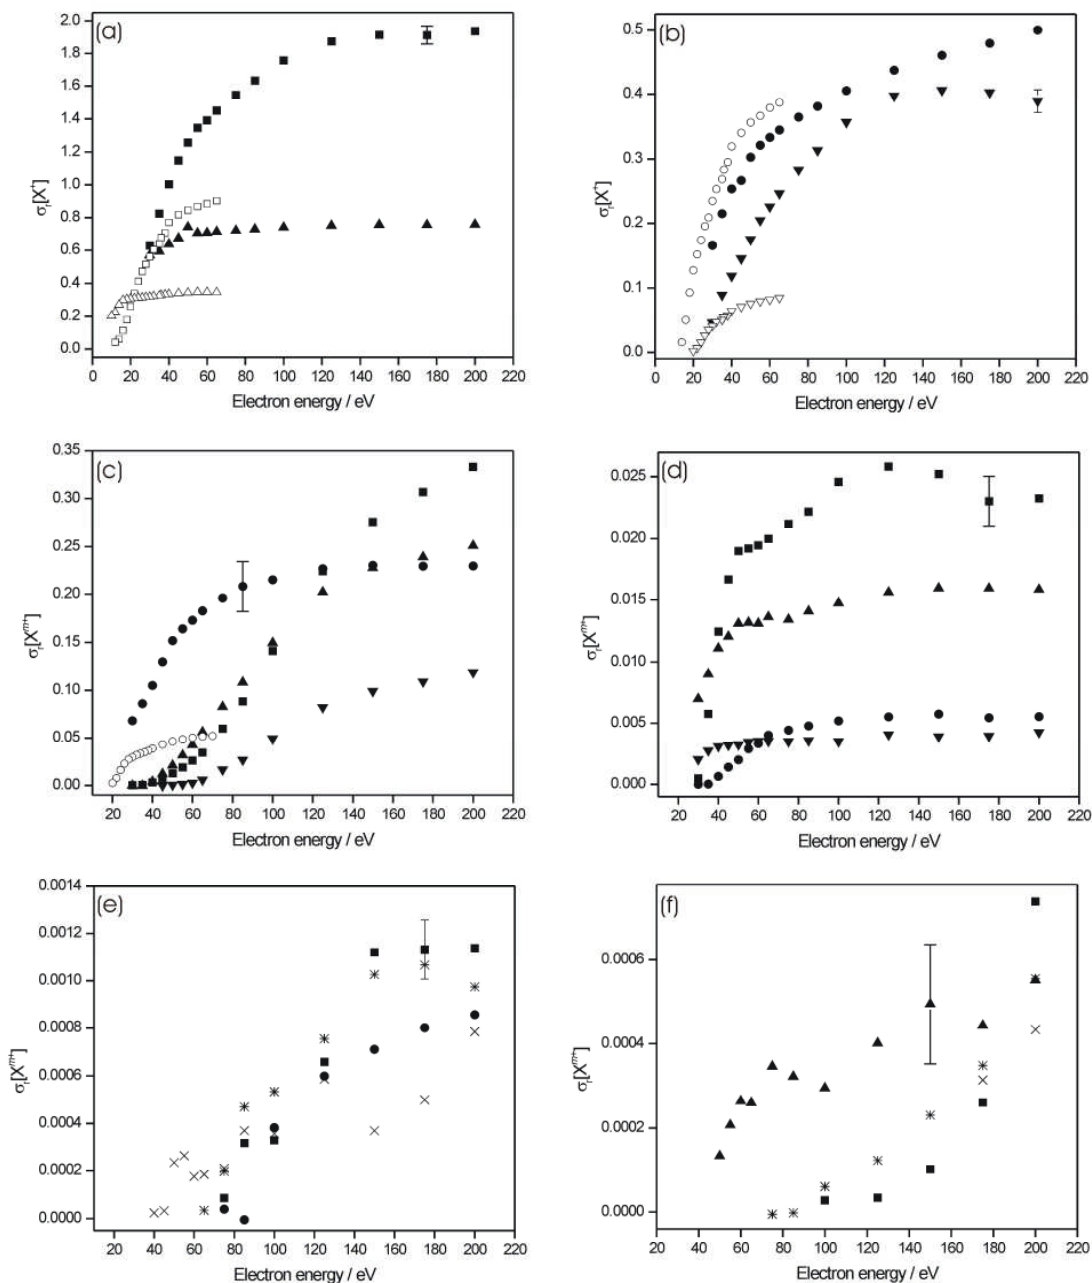 (a)
2.0
1.8
1.6
1.4
1.2
1.0
0.8
0.6
0.4
0.2
0.0
σr[X+]
0 20 40 60 80 100 120 140 160 180 200 220
Electron energy / eV
(b)
0.5
0.4
0.3
0.2
0.1
0.0
σr[X+]
0 20 40 60 80 100 120 140 160 180 200 220
Electron energy / eV
(c)
0.35
0.30
0.25
0.20
0.15
0.10
0.05
0.00
σr[Xm+]
20 40 60 80 100 120 140 160 180 200 220
Electron energy / eV
(d)
0.025
0.020
0.015
0.010
0.005
0.000
σr[Xm+]
20 40 60 80 100 120 140 160 180 200 220
Electron energy / eV
(e)
0.0014
0.0012
0.0010
0.0008
0.0006
0.0004
0.0002
0.0000
σr[Xm+]
20 40 60 80 100 120 140 160 180 200 220
Electron energy / eV
(f)
0.0006
0.0004
0.0002
0.0000
σr[Xm+]
20 40 60 80 100 120 140 160 180 200 220
Electron energy / eV